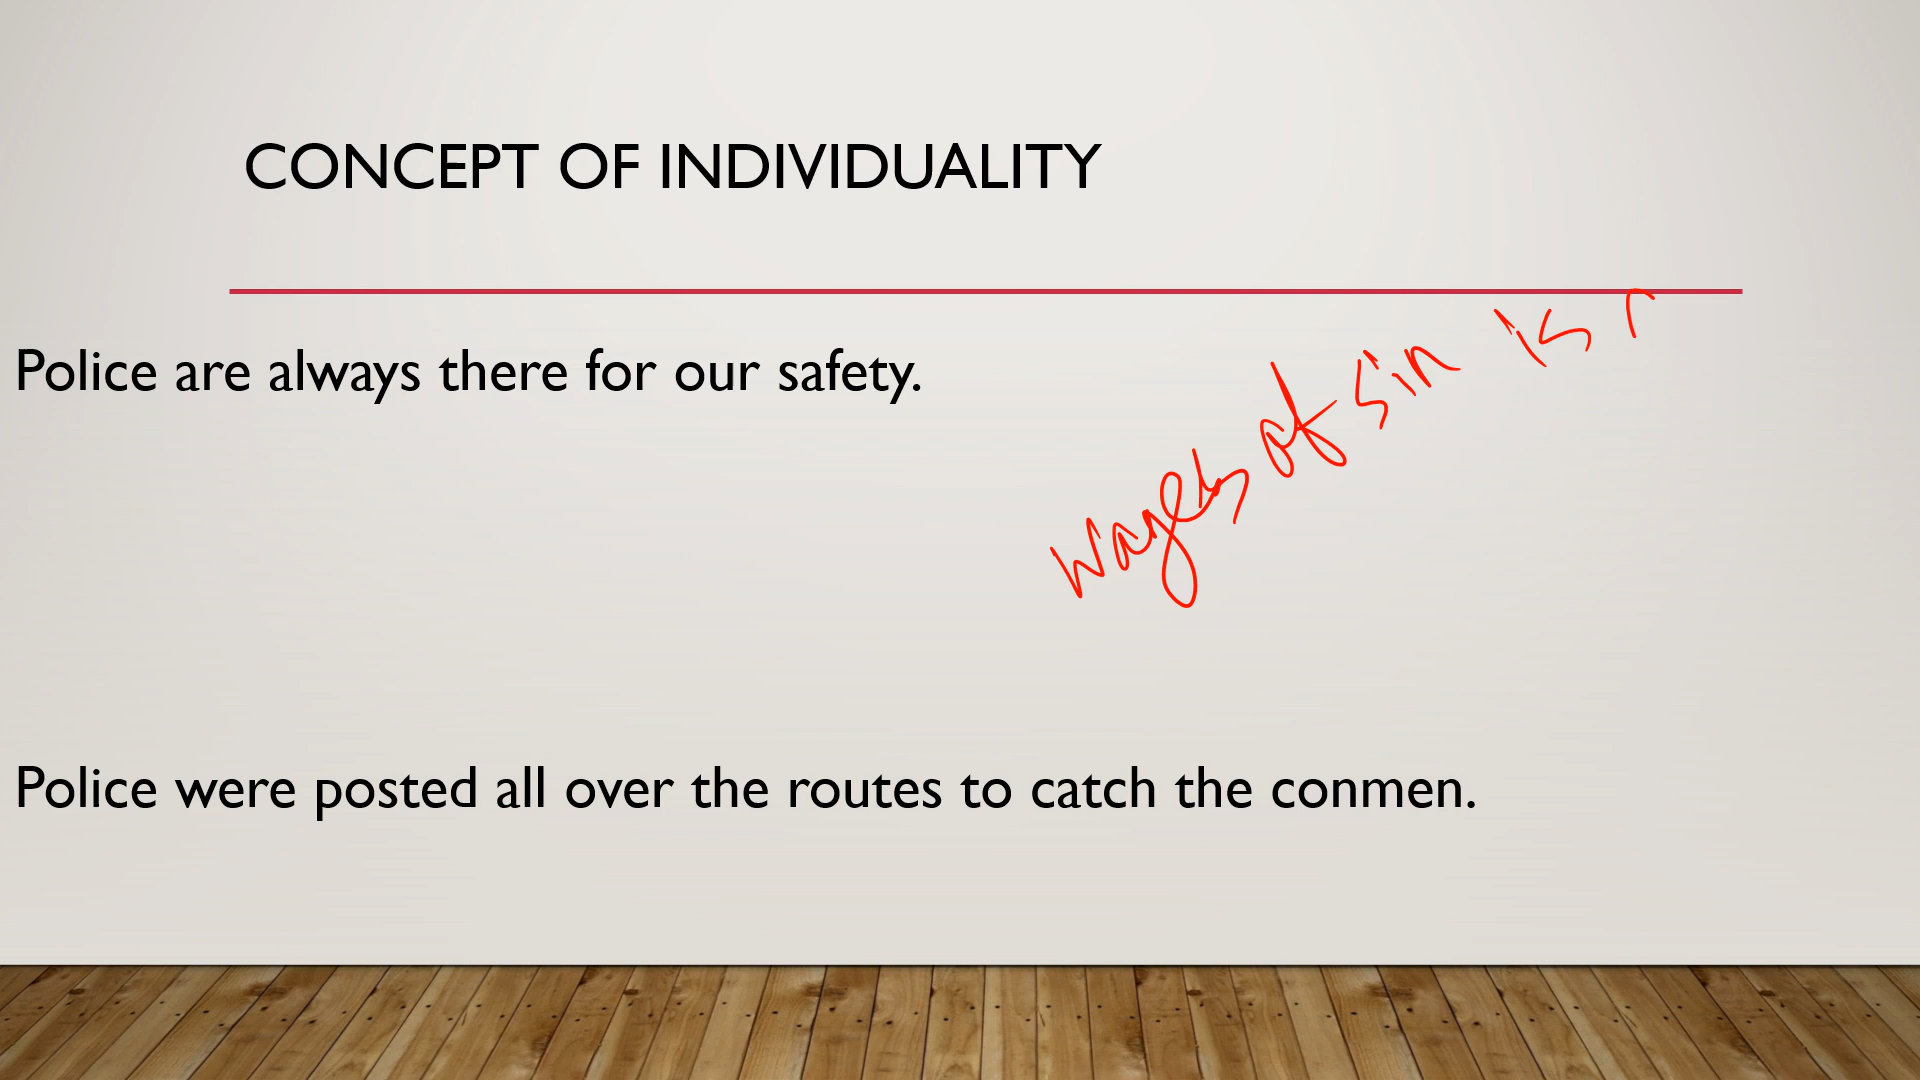 CONCEPT OF INDIVIDUALITY
Police are always there for our safety.
Wages of sin is
Police were posted all over the routes to catch the conmen.